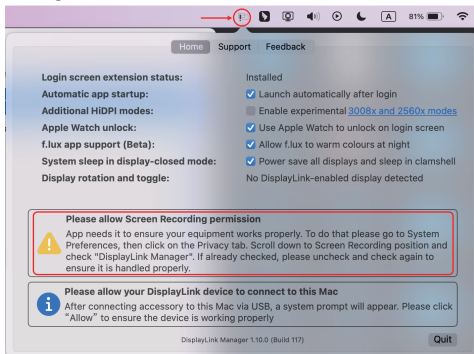 A 81%
Home Support Feedback
Login screen extension status: Installed
Automatic app startup: Launch automatically after login
Additional HiDPI modes: Enable experimental 3008x and 2560x modes
Apple Watch unlock: Use Apple Watch to unlock on login screen
f.lux app support (Beta): Allow f.lux to warm colours at night
System sleep in display-closed mode: Power save all displays and sleep in clamshell
Display rotation and toggle: No DisplayLink-enabled display detected
Please allow Screen Recording permission
App needs it to ensure your equipment works properly. To do that please go to System
Preferences, then click on the Privacy tab. Scroll down to Screen Recording position and
check "DisplayLink Manager". If already checked, please uncheck and check again to
ensure it is handled properly.
Please allow your DisplayLink device to connect to this Mac
After connecting accessory to this Mac via USB, a system prompt will appear. Please click
“Allow” to ensure the device is working properly
DisplayLink Manager 1.10.0 (Build 117)
Quit